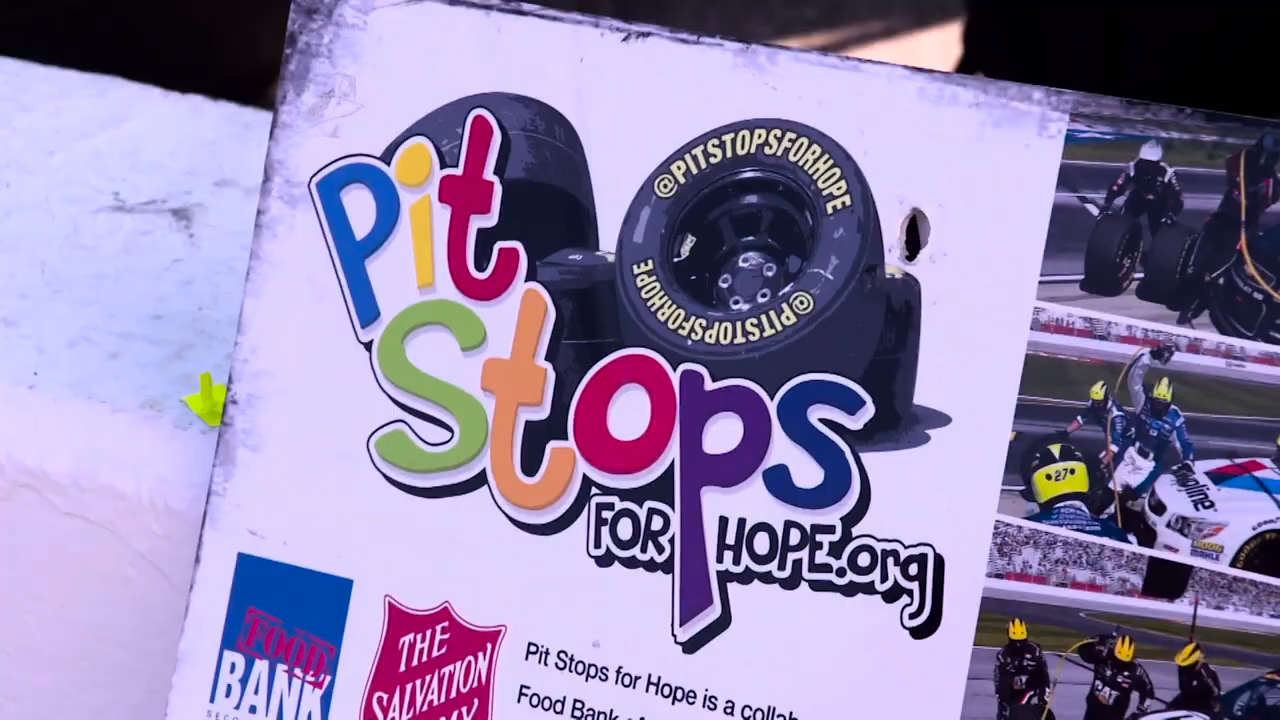 @PITSTOPSFORHOPE
@PITSTOPSFORHOPE
Pit
Stops
FOR HOPE.org
FOOD
BANK
THE
SALVATION
Pit Stops for Hope is a
Food Bank
27